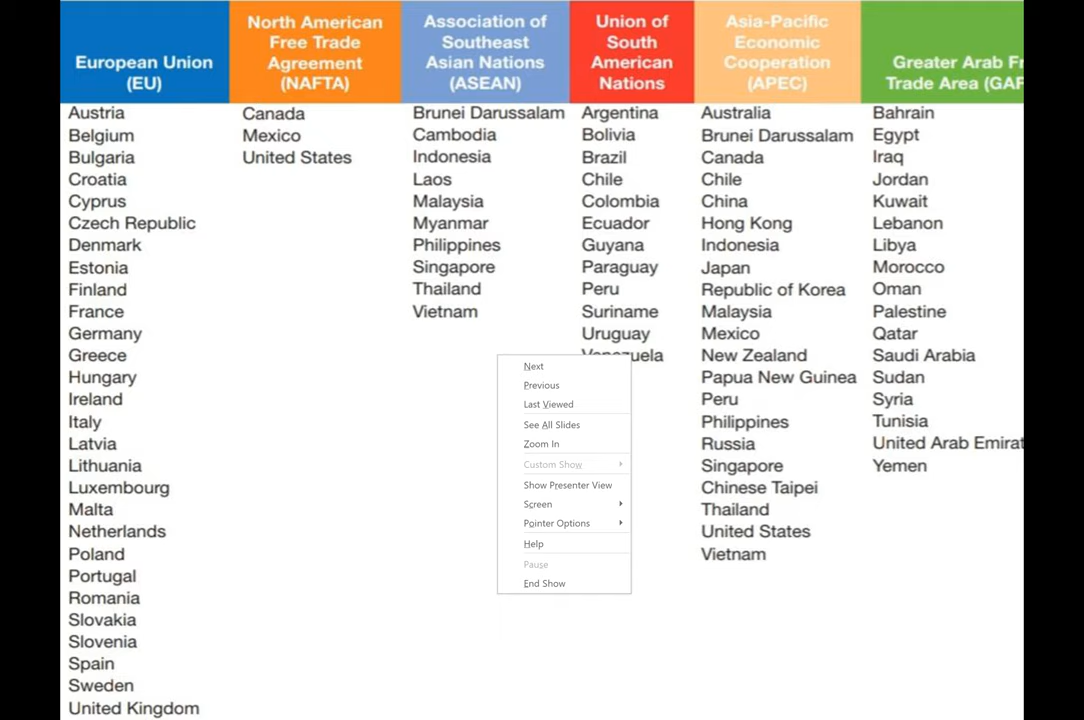 European Union
(EU)
Austria
Belgium
Bulgaria
Croatia
Cyprus
Czech Republic
Denmark
Estonia
Finland
France
Germany
Greece
Hungary
Ireland
Italy
Latvia
Lithuania
Luxembourg
Malta
Netherlands
Poland
Portugal
Romania
Slovakia
Slovenia
Spain
Sweden
United Kingdom
North American
Free Trade
Agreement
(NAFTA)
Canada
Mexico
United States
Association of
Southeast
Asian Nations
(ASEAN)
Brunei Darussalam
Cambodia
Indonesia
Laos
Malaysia
Myanmar
Philippines
Singapore
Thailand
Vietnam
Union of
South
American
Nations
Argentina
Bolivia
Brazil
Chile
Colombia
Ecuador
Guyana
Paraguay
Peru
Suriname
Uruguay
Venezuela
Asia-Pacific
Economic
Cooperation
(APEC)
Australia
Brunei Darussalam
Canada
Chile
China
Hong Kong
Indonesia
Japan
Republic of Korea
Malaysia
Mexico
New Zealand
Papua New Guinea
Peru
Philippines
Russia
Singapore
Chinese Taipei
Thailand
United States
Vietnam
Greater Arab Fr
Trade Area (GAF
Bahrain
Egypt
Iraq
Jordan
Kuwait
Lebanon
Libya
Morocco
Oman
Palestine
Qatar
Saudi Arabia
Sudan
Syria
Tunisia
United Arab Emirat
Yemen
Next
Previous
Last Viewed
See All Slides
Zoom In
Custom Show
Show Presenter View
Screen
Pointer Options
Help
Pause
End Show